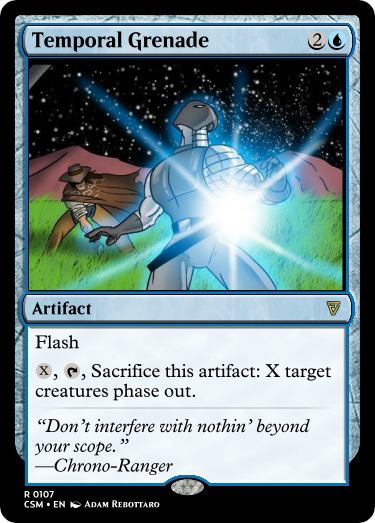 Temporal Grenade 2
Artifact
Flash
X, , Sacrifice this artifact: X target
creatures phase out.
“Don’t interfere with nothin’ beyond
your scope.”
—Chrono-Ranger
R 0107
CSM • EN Adam Rebottaro